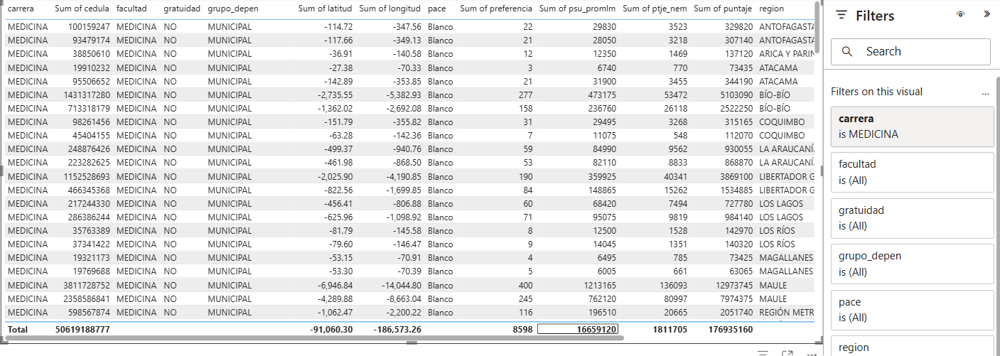 carrera Sum of cedula facultad gratuidad grupo_depen Sum of latitud Sum of longitud pace Sum of preferencia Sum of psu_promlm Sum of ptje_nem Sum of puntaje region
MEDICINA 100159247 MEDICINA NO MUNICIPAL -114.72 -347.56 Blanco 22 29830 3523 329820 ANTOFAGASTA
MEDICINA 93479174 MEDICINA NO MUNICIPAL -117.66 -349.13 Blanco 21 28050 3218 307140 ANTOFAGASTA
MEDICINA 38850610 MEDICINA NO MUNICIPAL -36.91 -140.58 Blanco 12 12350 1469 137120 ARICA Y PARIN
MEDICINA 19910232 MEDICINA NO MUNICIPAL -27.38 -70.33 Blanco 3 6740 770 73435 ATACAMA
MEDICINA 95506652 MEDICINA NO MUNICIPAL -142.89 -353.85 Blanco 21 31900 3455 344190 ATACAMA
MEDICINA 1431317280 MEDICINA NO MUNICIPAL -2,735.55 -5,382.93 Blanco 277 473175 53472 5103090 BÍO-BÍO
MEDICINA 713318179 MEDICINA NO MUNICIPAL -1,362.02 -2,692.08 Blanco 158 236760 26118 2522250 BÍO-BÍO
MEDICINA 98261456 MEDICINA NO MUNICIPAL -151.79 -355.82 Blanco 31 29495 3268 315165 COQUIMBO
MEDICINA 45404155 MEDICINA NO MUNICIPAL -63.28 -142.36 Blanco 7 11075 548 112070 COQUIMBO
MEDICINA 248876426 MEDICINA NO MUNICIPAL -499.37 -940.76 Blanco 59 84990 9562 930055 LA ARAUCANÍ
MEDICINA 223282625 MEDICINA NO MUNICIPAL -461.98 -868.50 Blanco 53 82110 8833 868870 LA ARAUCANÍ
MEDICINA 1152528693 MEDICINA NO MUNICIPAL -2,025.90 -4,190.85 Blanco 190 359925 40341 3869100 LIBERTADOR G
MEDICINA 466345368 MEDICINA NO MUNICIPAL -822.56 -1,699.85 Blanco 84 148865 15262 1534885 LIBERTADOR G
MEDICINA 217244330 MEDICINA NO MUNICIPAL -456.41 -806.88 Blanco 60 68420 7494 727780 LOS LAGOS
MEDICINA 286386244 MEDICINA NO MUNICIPAL -625.96 -1,098.92 Blanco 71 95075 9819 984140 LOS LAGOS
MEDICINA 35763389 MEDICINA NO MUNICIPAL -81.79 -145.58 Blanco 8 12500 1528 142970 LOS RÍOS
MEDICINA 37341422 MEDICINA NO MUNICIPAL -79.60 -146.47 Blanco 9 14045 1351 140320 LOS RÍOS
MEDICINA 19321173 MEDICINA NO MUNICIPAL -53.15 -70.91 Blanco 4 6495 785 73425 MAGALLANES
MEDICINA 19769688 MEDICINA NO MUNICIPAL -53.30 -70.39 Blanco 5 6005 661 63065 MAGALLANES
MEDICINA 3811728752 MEDICINA NO MUNICIPAL -6,946.84 -14,044.80 Blanco 400 1213165 136093 12973745 MAULE
MEDICINA 2358586841 MEDICINA NO MUNICIPAL -4,289.88 -8,663.04 Blanco 245 762120 80997 7974375 MAULE
MEDICINA 598567874 MEDICINA NO MUNICIPAL -1,062.47 -2,200.22 Blanco 116 196510 20665 2051740 REGIÓN METR
Total 50619188777 -91,060.30 -186,573.26 8598 16659120 1811705 176935160
Filters
Search
Filters on this visual ...
carrera
is MEDICINA
facultad
is (All)
gratuidad
is (All)
grupo_depen
is (All)
pace
is (All)
region